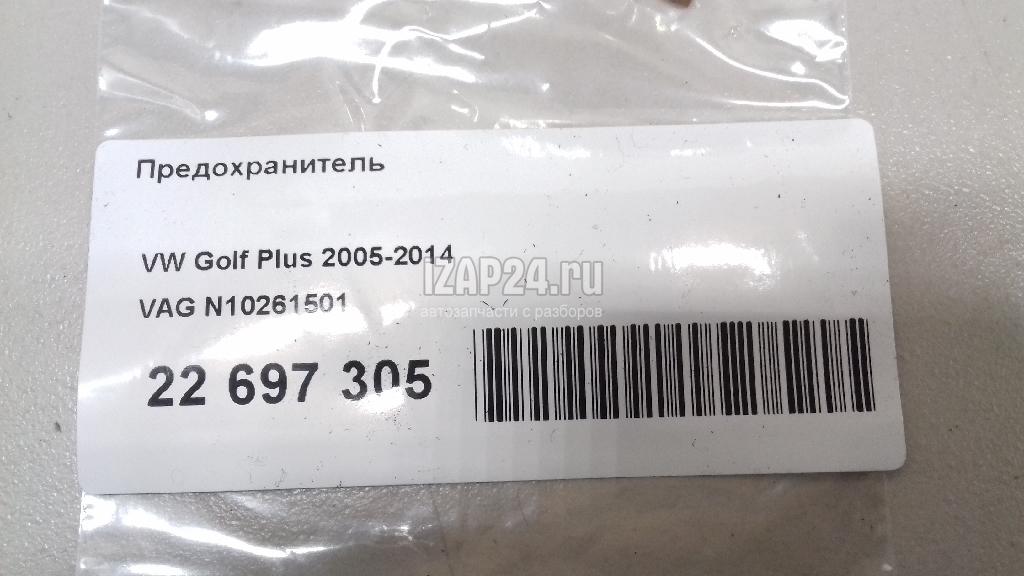 Предохранитель
VW Golf Plus 2005-2014
IZAP24.ru
VAG N10261501
автозапчасти с разборов
22 697 305